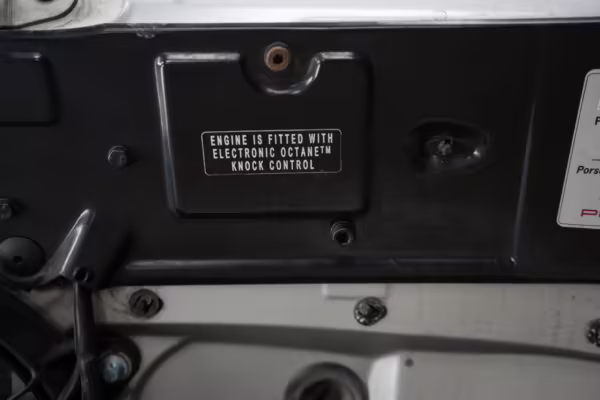 ENGINE IS FITTED WITH
ELECTRONIC OCTANE™
KNOCK CONTROL